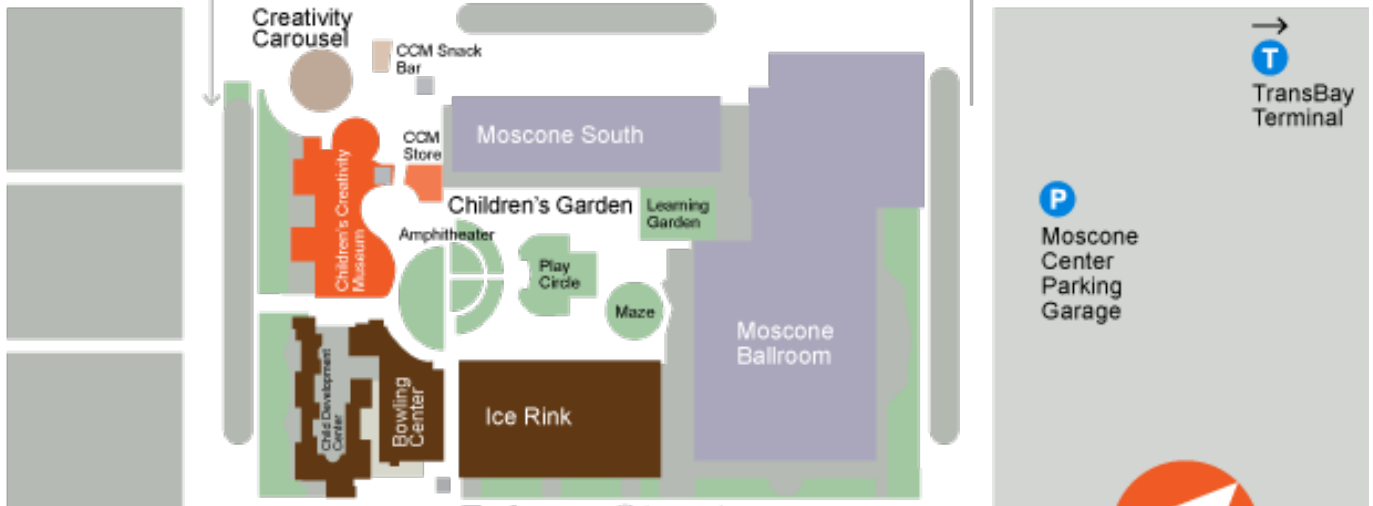 Creativity
Carousel
CCM Snack
Bar
T
TransBay
Terminal
Moscone South
CCM
Store
Children's Creativity
Museum
Children's Garden
Learning
Garden
P
Moscone
Center
Parking
Garage
Amphitheater
Play
Circle
Maze
Moscone
Ballroom
Child Development
Center
Bowling
Center
Ice Rink